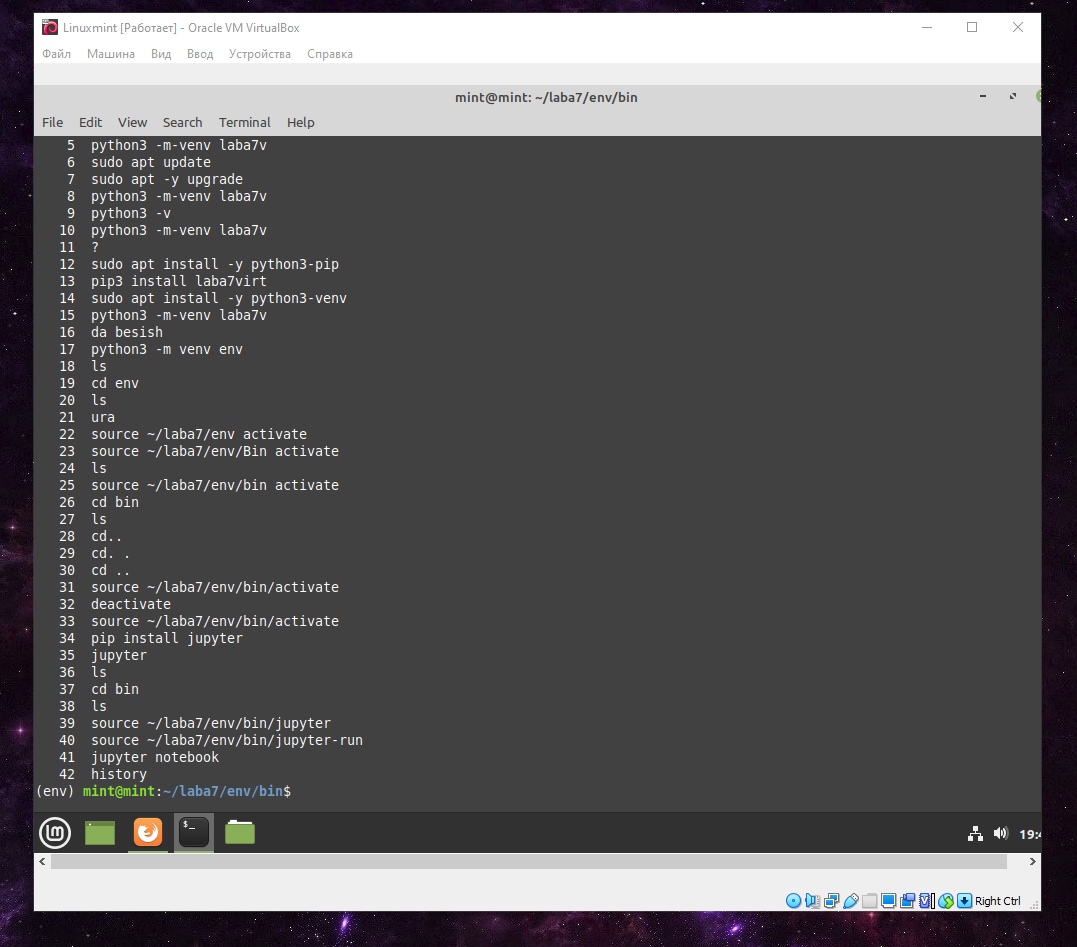 Linuxmint [Работает] - Oracle VM VirtualBox
Файл Машина Вид Ввод Устройства Справка
mint@mint: ~/laba7/env/bin
File Edit View Search Terminal Help
5 python3 -m-venv laba7v
6 sudo apt update
7 sudo apt -y upgrade
8 python3 -m-venv laba7v
9 python3 -v
10 python3 -m-venv laba7v
11 ?
12 sudo apt install -y python3-pip
13 pip3 install laba7virt
14 sudo apt install -y python3-venv
15 python3 -m-venv laba7v
16 da besish
17 python3 -m venv env
18 ls
19 cd env
20 ls
21 ura
22 source ~/laba7/env activate
23 source ~/laba7/env/Bin activate
24 ls
25 source ~/laba7/env/bin activate
26 cd bin
27 ls
28 cd..
29 cd. .
30 cd ..
31 source ~/laba7/env/bin/activate
32 deactivate
33 source ~/laba7/env/bin/activate
34 pip install jupyter
35 jupyter
36 ls
37 cd bin
38 ls
39 source ~/laba7/env/bin/jupyter
40 source ~/laba7/env/bin/jupyter-run
41 jupyter notebook
42 history
(env) mint@mint:~/laba7/env/bin$
19:4
Right Ctrl